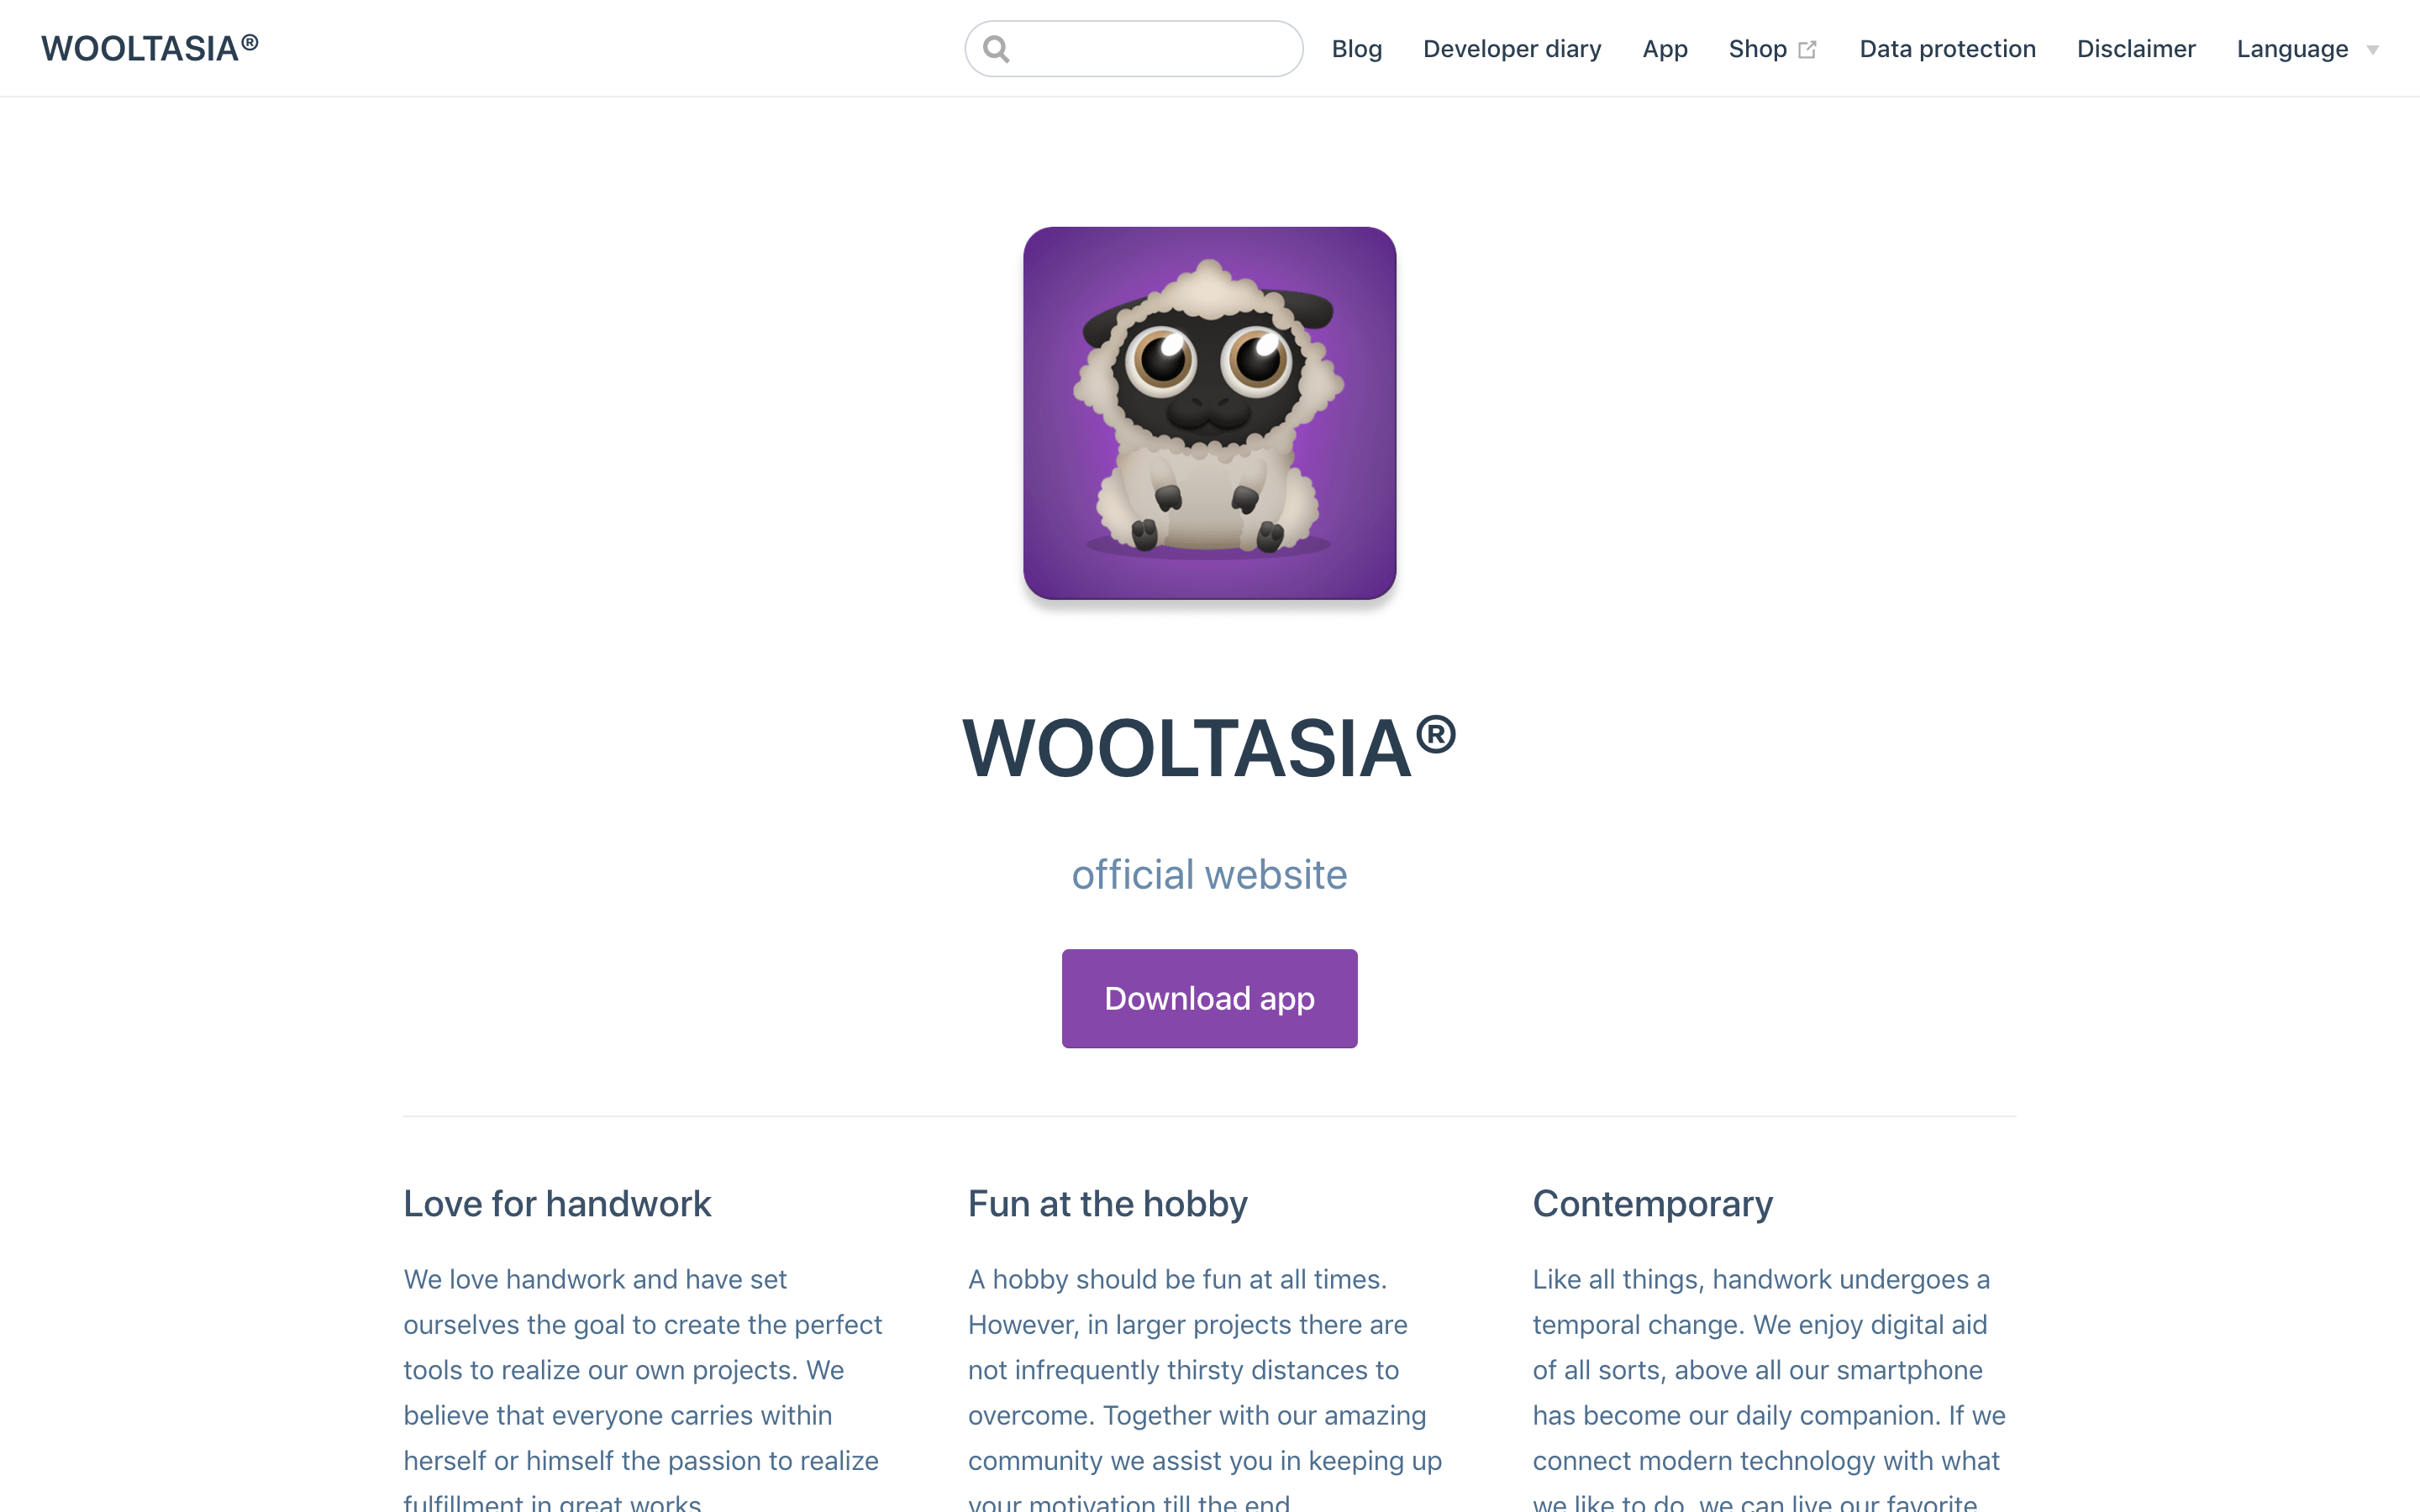 WOOLTASIA®
Blog
Developer diary
App
Shop
Data protection
Disclaimer
Language
WOOLTASIA®
official website
Download app
Love for handwork
We love handwork and have set
ourselves the goal to create the perfect
tools to realize our own projects. We
believe that everyone carries within
herself or himself the passion to realize
fulfillment in great works
Fun at the hobby
A hobby should be fun at all times.
However, in larger projects there are
not infrequently thirsty distances to
overcome. Together with our amazing
community we assist you in keeping up
your motivation till the end
Contemporary
Like all things, handwork undergoes a
temporal change. We enjoy digital aid
of all sorts, above all our smartphone
has become our daily companion. If we
connect modern technology with what
we like to do, we can live our favorite